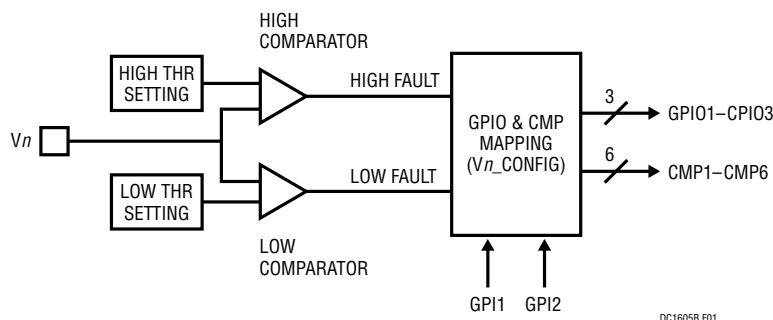 HIGH
COMPARATOR
HIGH THR
SETTING
HIGH FAULT
Vn
LOW THR
SETTING
LOW FAULT
LOW
COMPARATOR
GPIO & CMP
MAPPING
(Vn_CONFIG)
3
GPIO1–CPIO3
6
CMP1–CMP6
GPI1 GPI2
DC1605B F01